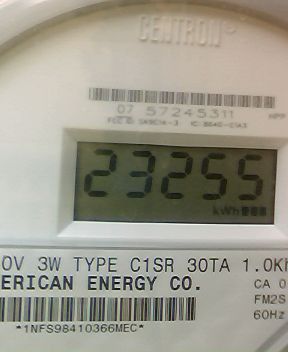 CENTRON
07 57245311
23255
kWh
0V 3W TYPE C1SR 30TA 1.0Kh
ERICAN ENERGY CO.
CA 0
FM2S
60Hz
*1NFS98410366MEC*